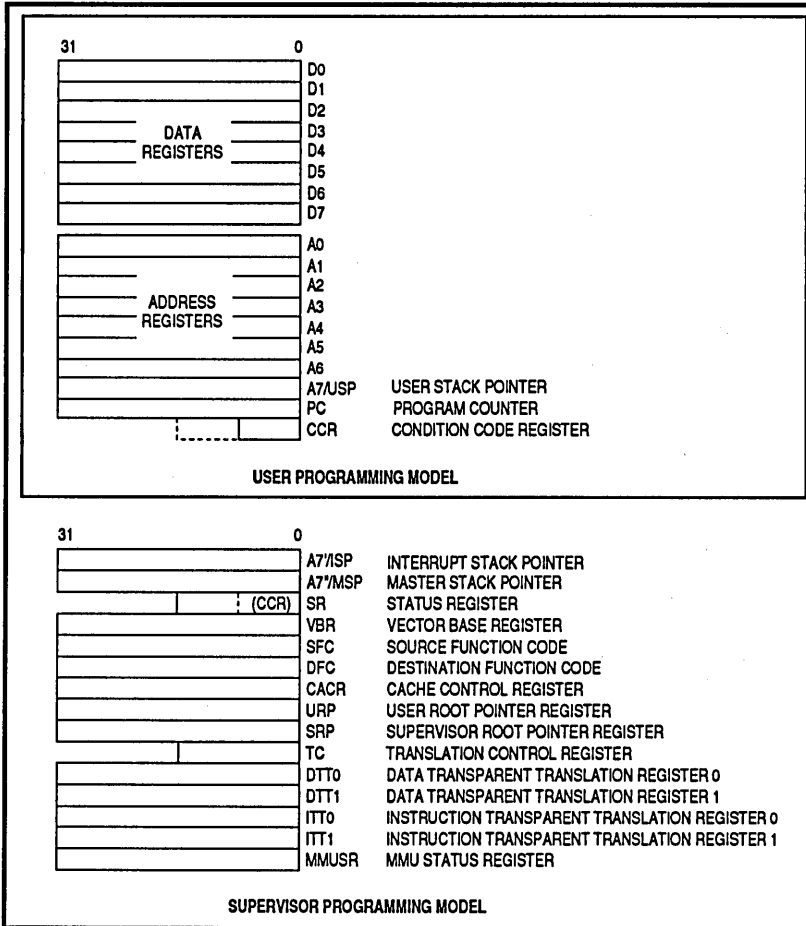 31 0
D0
D1
D2
D3
D4
D5
D6
D7
DATA
REGISTERS
A0
A1
A2
A3
A4
A5
A6
ADDRESS
REGISTERS
A7/USP USER STACK POINTER
PC PROGRAM COUNTER
CCR CONDITION CODE REGISTER
USER PROGRAMMING MODEL
31 0
A7'/ISP INTERRUPT STACK POINTER
A7"/MSP MASTER STACK POINTER
(CCR) SR STATUS REGISTER
VBR VECTOR BASE REGISTER
SFC SOURCE FUNCTION CODE
DFC DESTINATION FUNCTION CODE
CACR CACHE CONTROL REGISTER
URP USER ROOT POINTER REGISTER
SRP SUPERVISOR ROOT POINTER REGISTER
TC TRANSLATION CONTROL REGISTER
DTT0 DATA TRANSPARENT TRANSLATION REGISTER 0
DTT1 DATA TRANSPARENT TRANSLATION REGISTER 1
ITT0 INSTRUCTION TRANSPARENT TRANSLATION REGISTER 0
ITT1 INSTRUCTION TRANSPARENT TRANSLATION REGISTER 1
MMUSR MMU STATUS REGISTER
SUPERVISOR PROGRAMMING MODEL